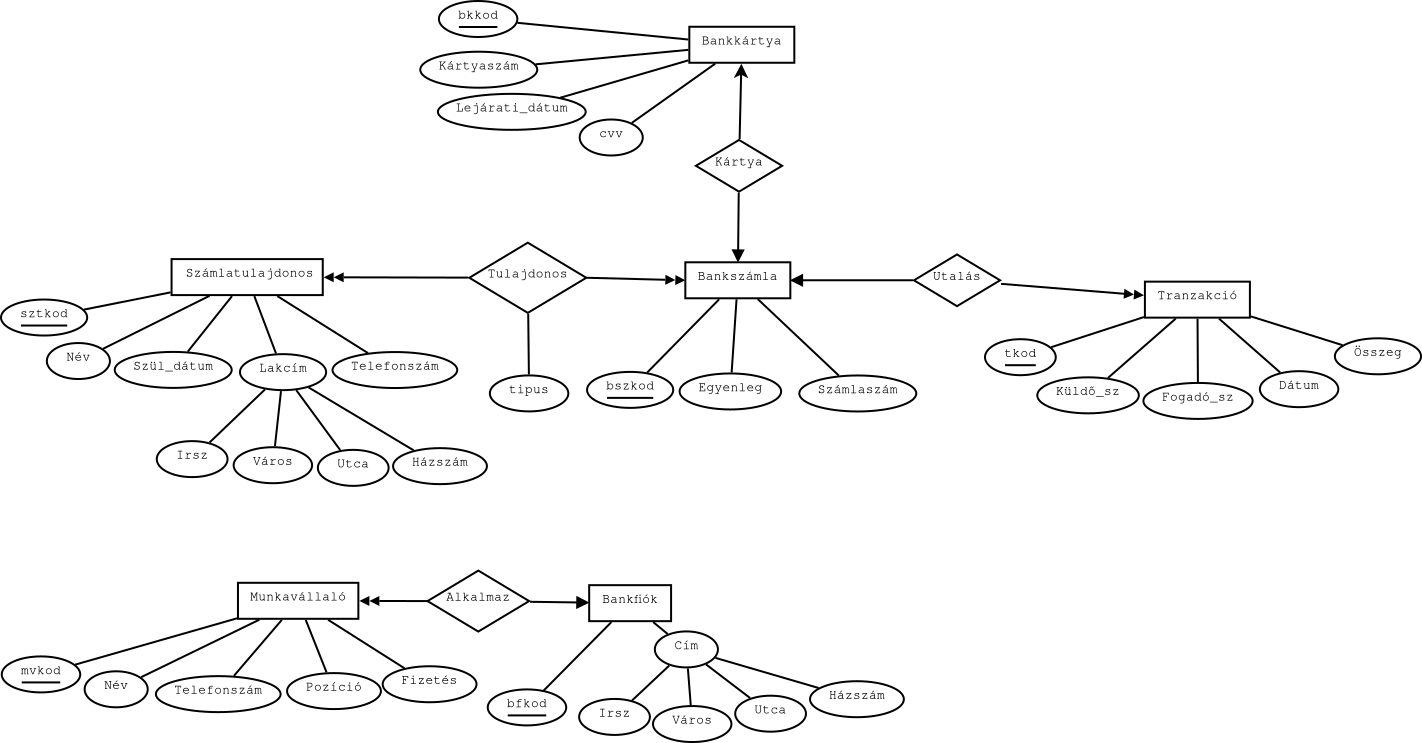 bkkod
Bankkártya
Kártyaszám
Lejárati_dátum
cvv
Kártya
Számlatulajdonos
Tulajdonos
Bankszámla
Utalás
Tranzakció
sztkod
Név
Szül_dátum
Lakcím
Telefonszám
tipus
bszkod
Egyenleg
Számlaszám
tkod
Küldő_sz
Fogadó_sz
Dátum
Összeg
Irsz
Város
Utca
Házszám
Munkavállaló
Alkalmaz
Bankfiók
mvkod
Név
Telefonszám
Pozíció
Fizetés
bfkod
Cím
Irsz
Város
Utca
Házszám